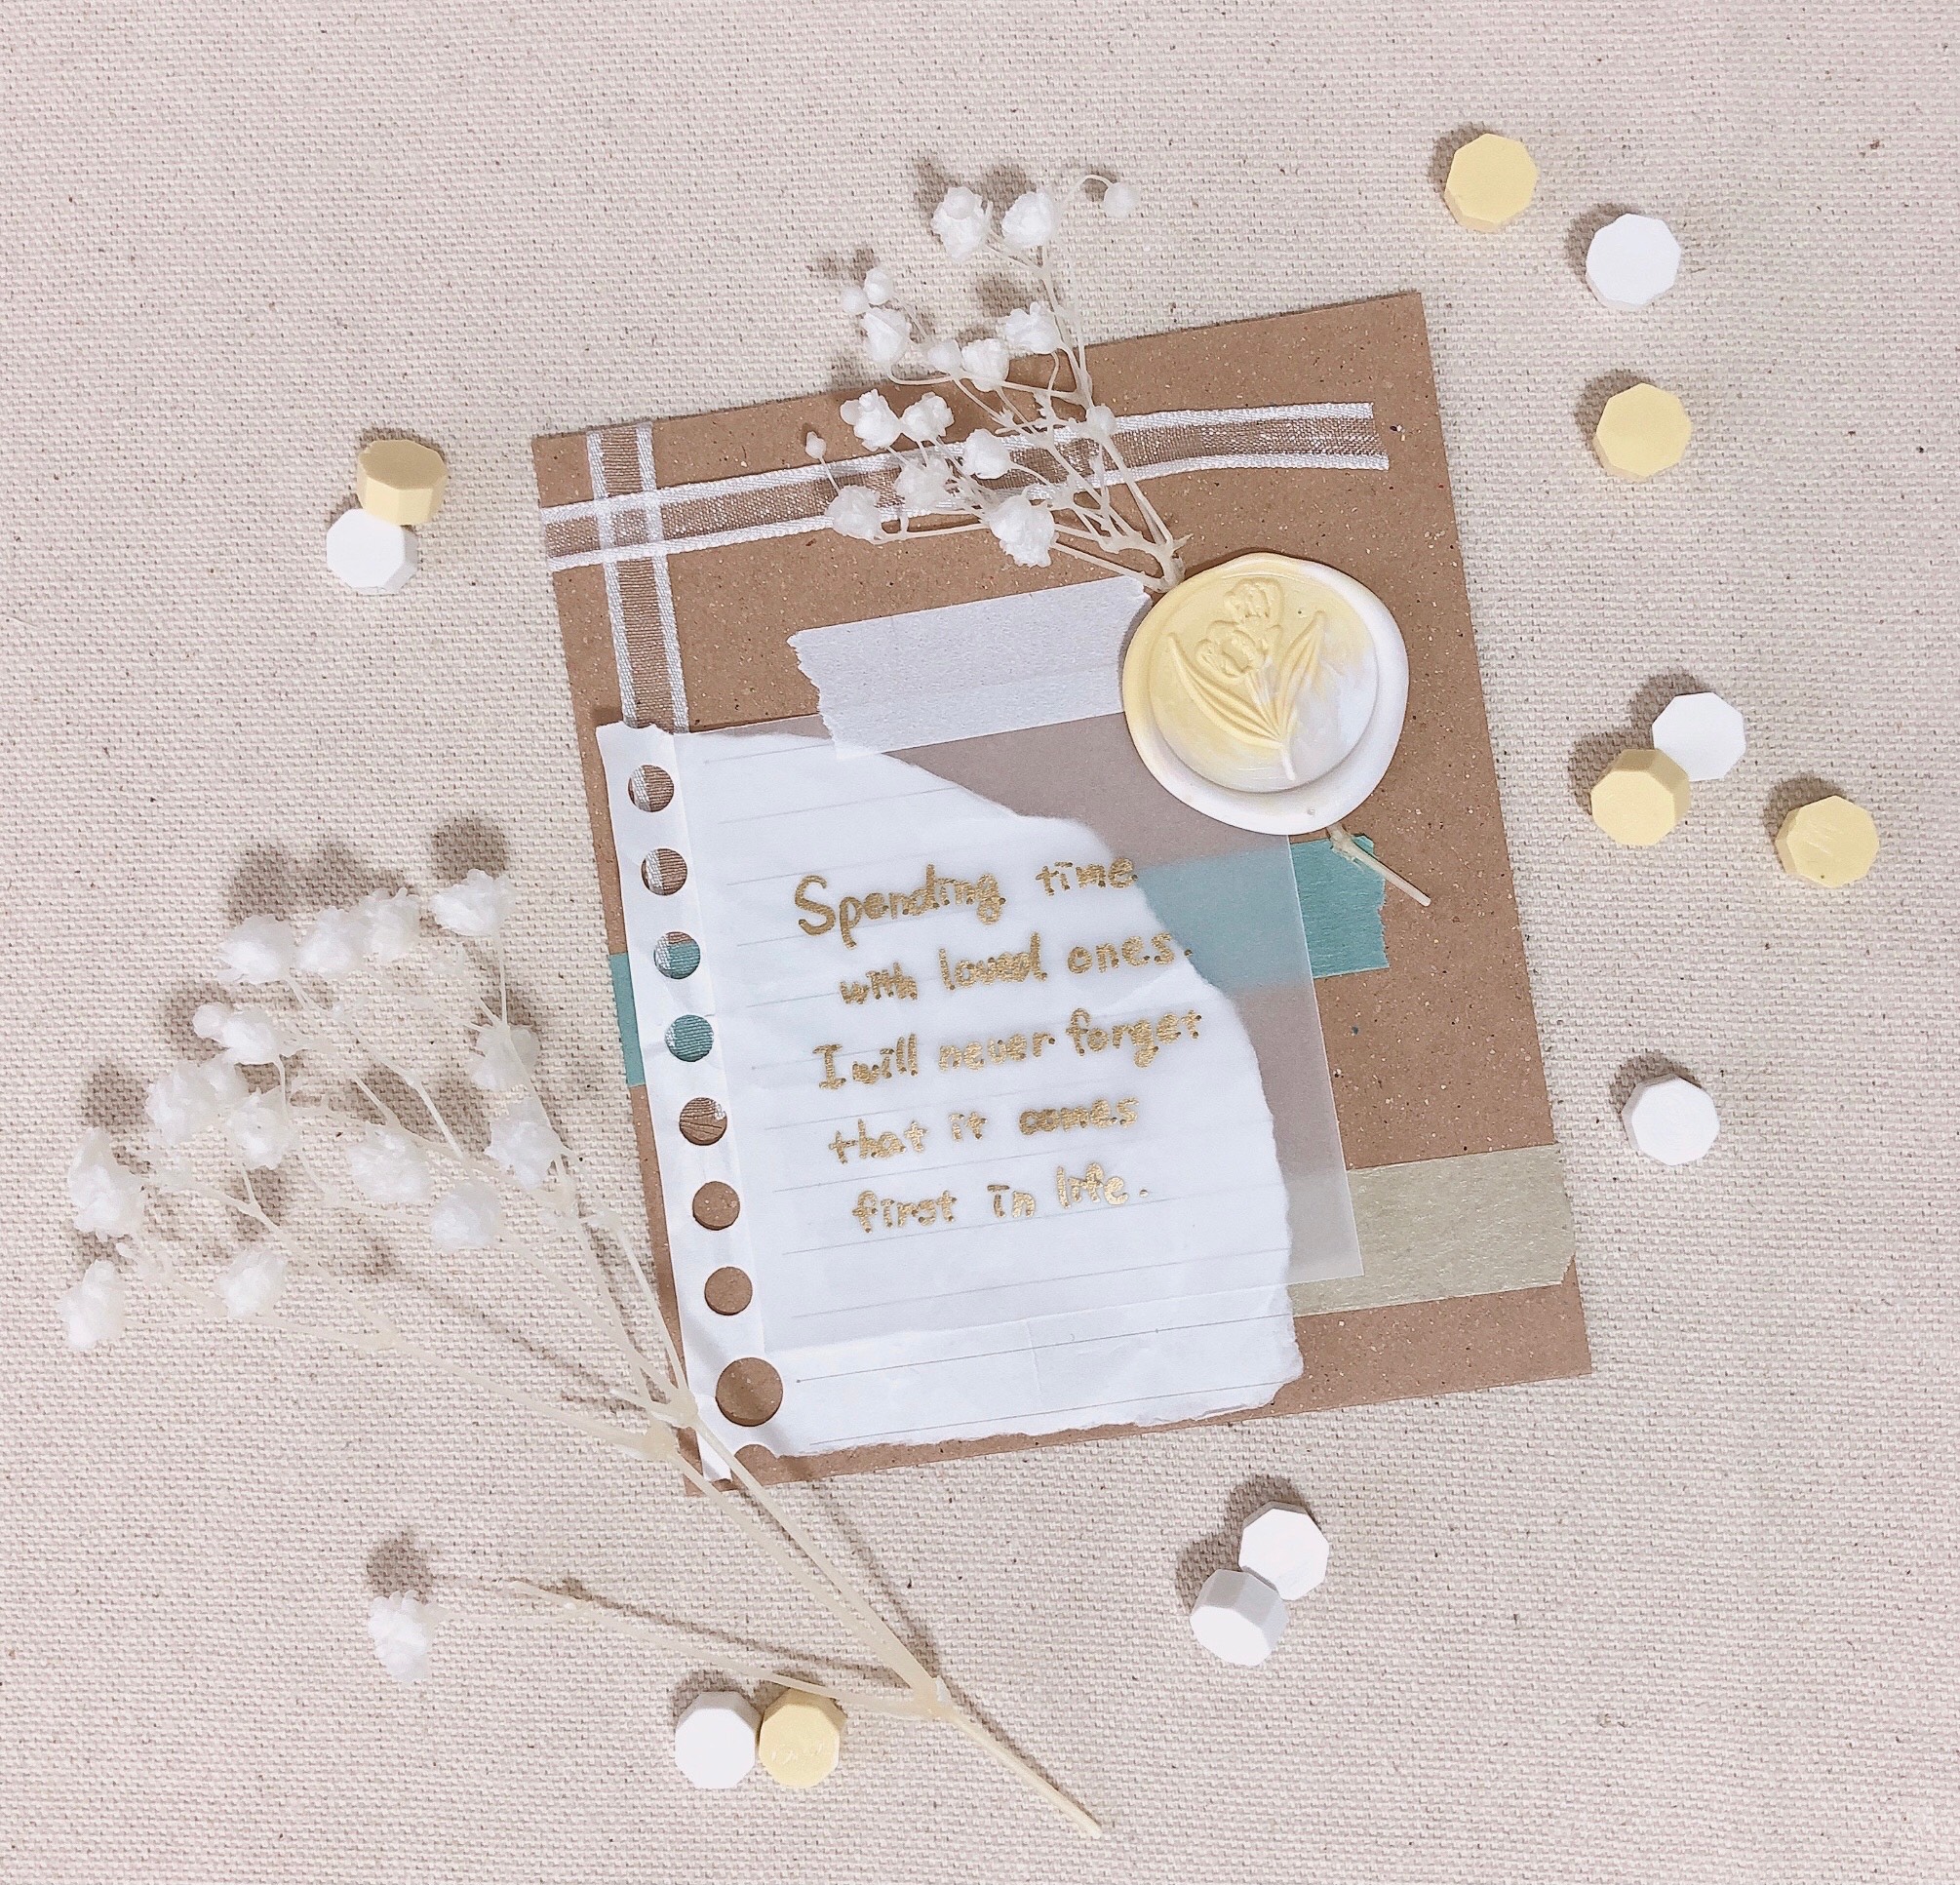 Spending time
with loved ones.
I will never forget
that it comes
first in life.